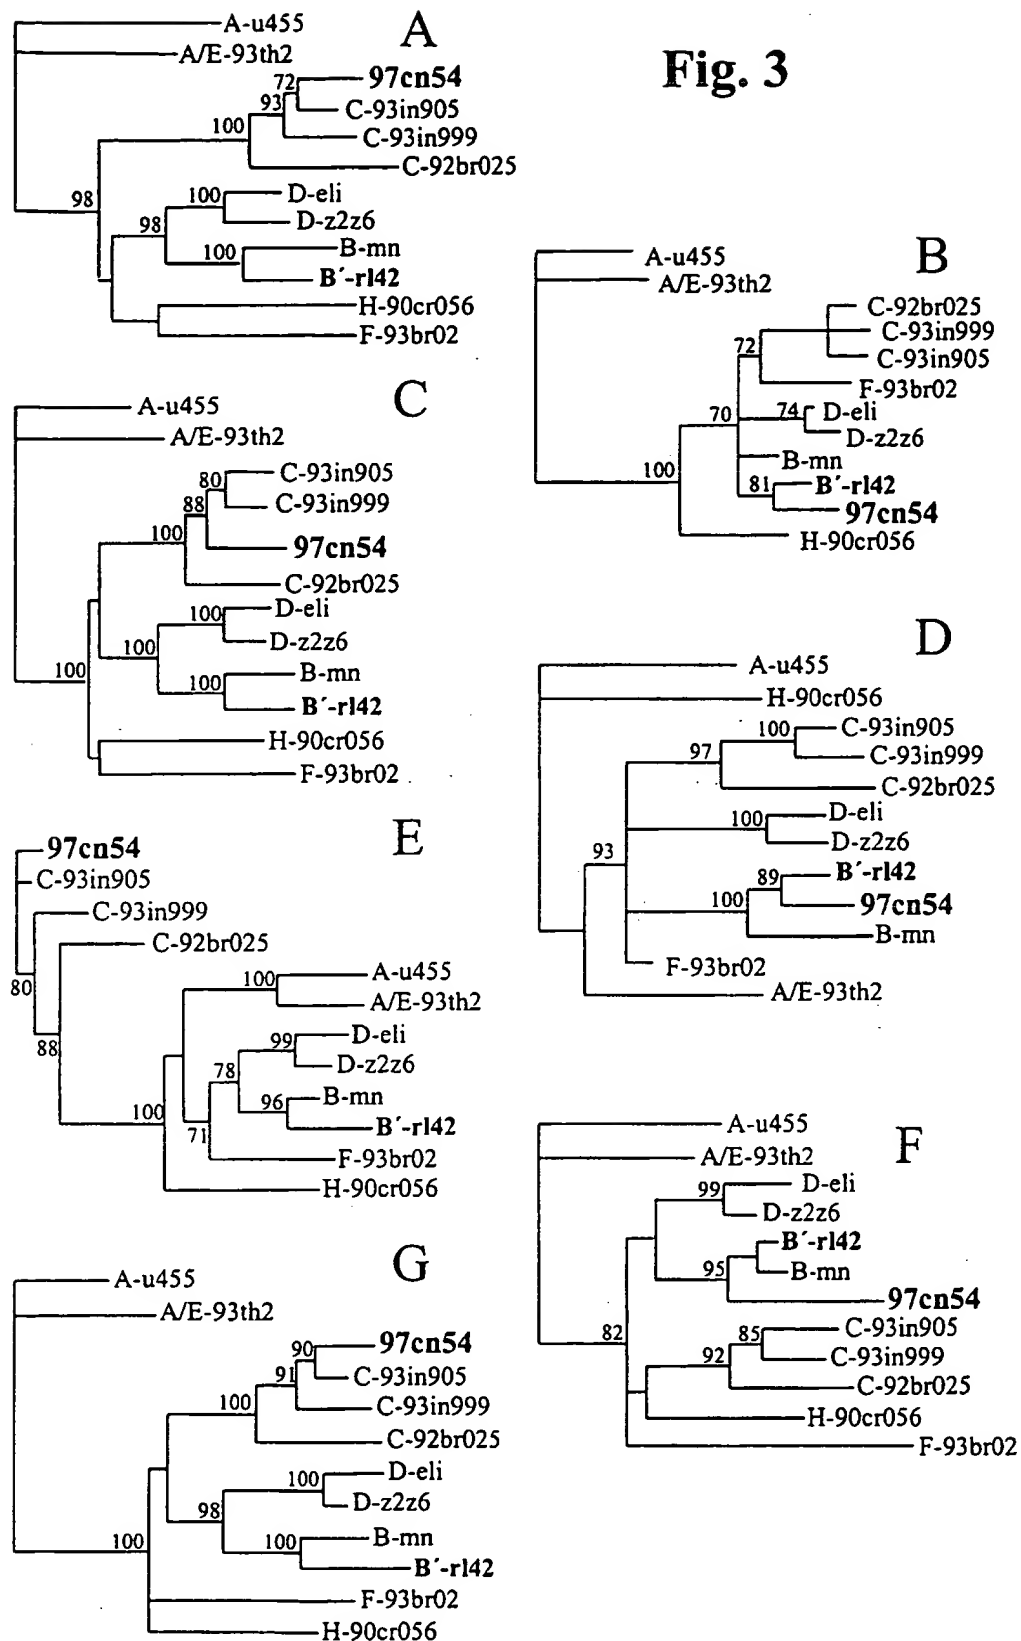 Fig. 3
A
A-u455
A/E-93th2
72
97cn54
93
C-93in905
100
C-93in999
C-92br025
98
100
D-eli
98
D-z2z6
100
B-mn
B´-rl42
H-90cr056
F-93br02
B
A-u455
A/E-93th2
C-92br025
72
C-93in999
C-93in905
F-93br02
70
74
D-eli
D-z2z6
B-mn
100
81
B´-rl42
97cn54
H-90cr056
C
A-u455
A/E-93th2
80
C-93in905
88
C-93in999
100
97cn54
C-92br025
100
D-eli
100
D-z2z6
100
B-mn
100
B´-rl42
H-90cr056
F-93br02
D
A-u455
H-90cr056
100
C-93in905
97
C-93in999
C-92br025
100
D-eli
D-z2z6
93
89
B´-rl42
100
97cn54
B-mn
F-93br02
A/E-93th2
E
97cn54
C-93in905
C-93in999
C-92br025
80
100
A-u455
A/E-93th2
88
99
D-eli
78
D-z2z6
96
B-mn
100
71
B´-rl42
F-93br02
H-90cr056
F
A-u455
A/E-93th2
99
D-eli
D-z2z6
B´-rl42
95
B-mn
97cn54
82
85
C-93in905
92
C-93in999
C-92br025
H-90cr056
F-93br02
G
A-u455
A/E-93th2
90
97cn54
91
C-93in905
100
C-93in999
C-92br025
100
D-eli
98
D-z2z6
100
100
B-mn
B´-rl42
F-93br02
H-90cr056